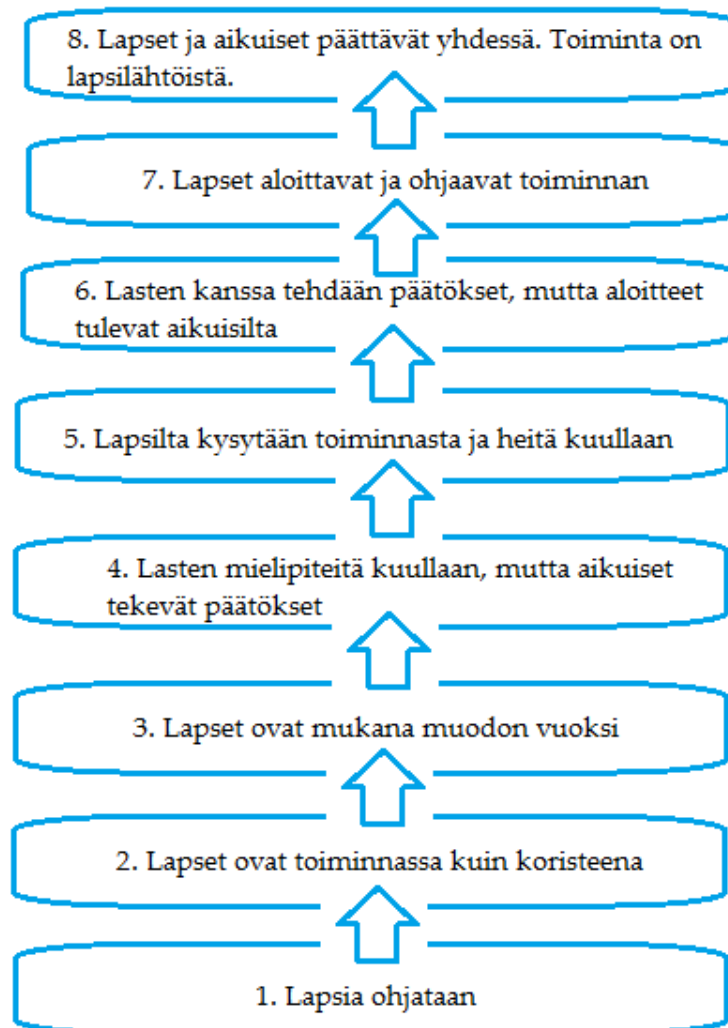 8. Lapset ja aikuiset päättävät yhdessä. Toiminta on
lapsilähtöistä.
7. Lapset aloittavat ja ohjaavat toiminnan
6. Lasten kanssa tehdään päätökset, mutta aloitteet
tulevat aikuisilta
5. Lapsilta kysytään toiminnasta ja heitä kuullaan
4. Lasten mielipiteitä kuullaan, mutta aikuiset
tekevät päätökset
3. Lapset ovat mukana muodon vuoksi
2. Lapset ovat toiminnassa kuin koristeena
1. Lapsia ohjataan